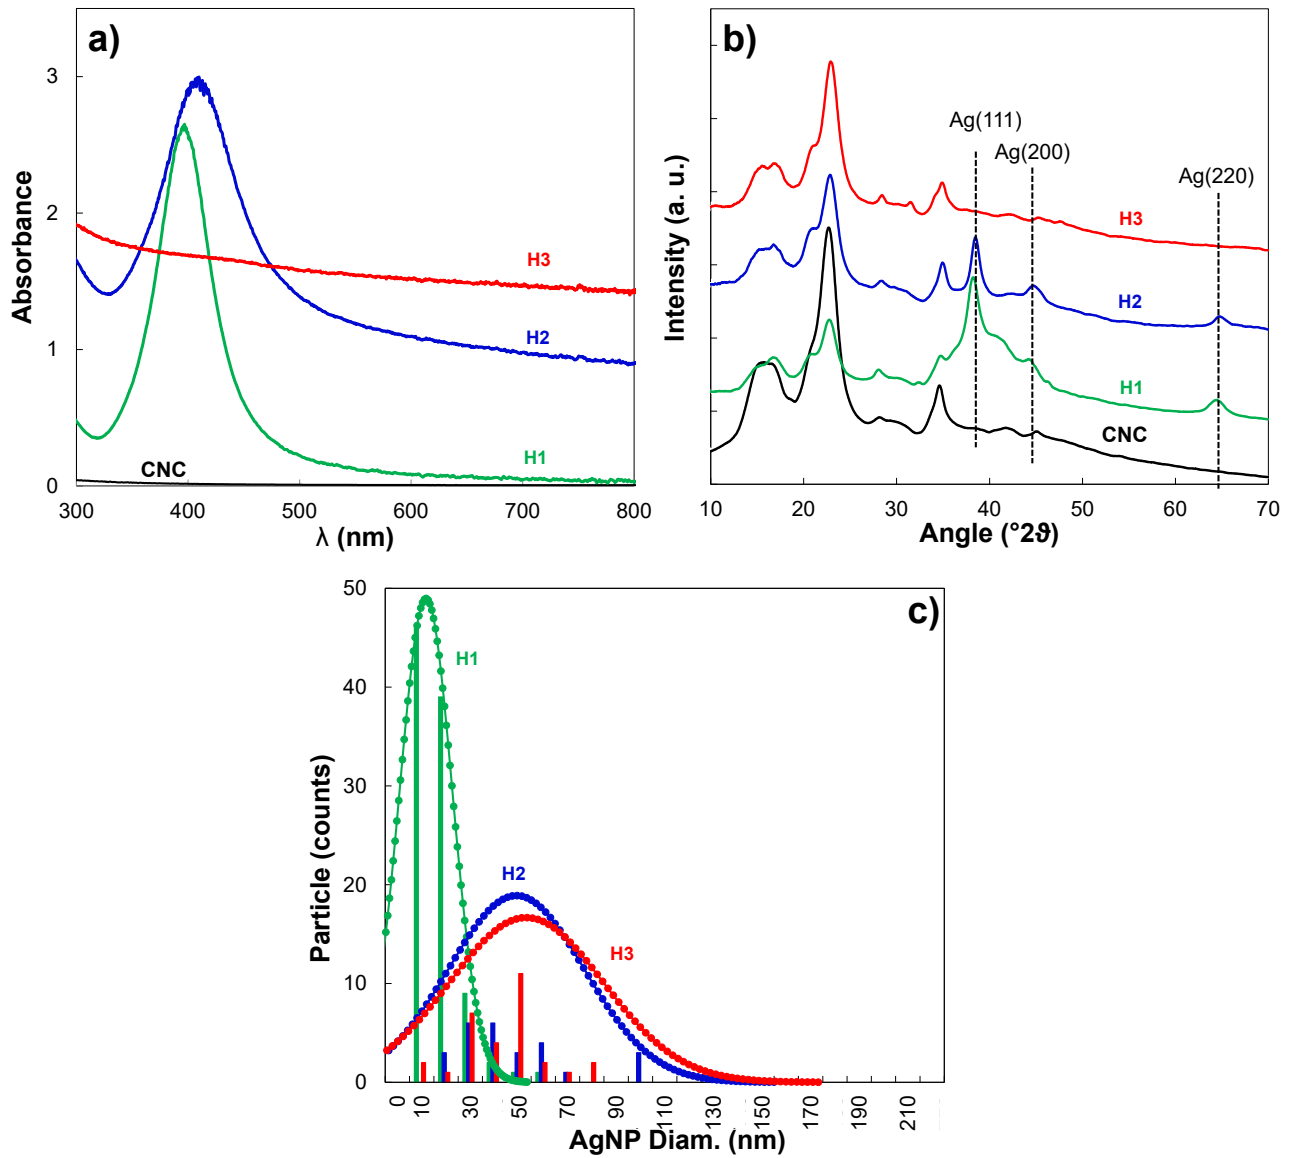 a)
3
2
1
0
Absorbance
H3
H2
H1
CNC
300
400
500
600
700
800
λ (nm)
b)
Ag(111)
Ag(200)
Ag(220)
H3
H2
H1
CNC
Intensity (a. u.)
10
20
30
40
50
60
70
Angle (°2ϑ)
c)
50
40
30
20
10
0
Particle (counts)
H1
H2
H3
0
10
30
50
70
90
110
130
150
170
190
210
AgNP Diam. (nm)